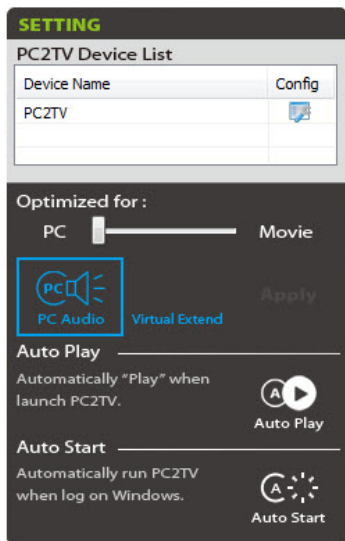 SETTING
PC2TV Device List
Device Name Config
PC2TV
Optimized for :
PC Movie
PC
PC Audio Virtual Extend Apply
Auto Play
Automatically “Play” when
launch PC2TV.
A
Auto Play
Auto Start
Automatically run PC2TV
when log on Windows.
A
Auto Start